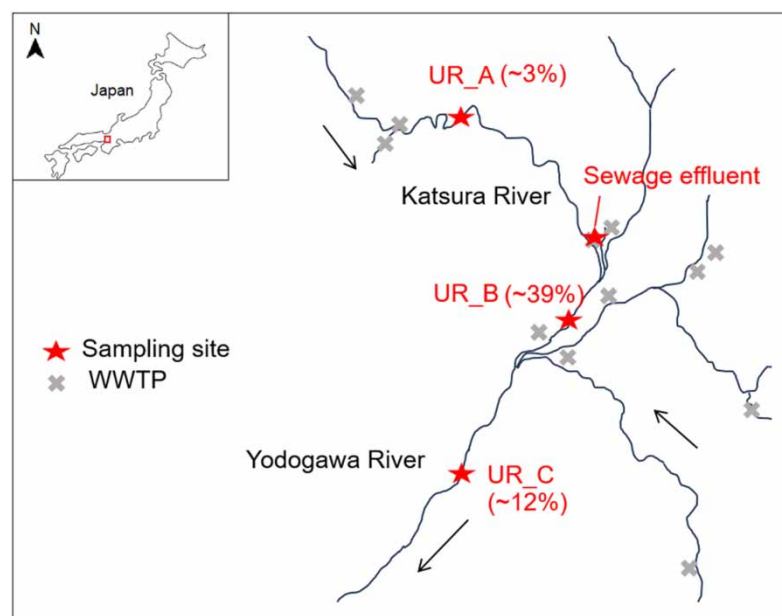 N
Japan
UR_A (~3%)
Sewage effluent
Katsura River
UR_B (~39%)
Sampling site
WWTP
Yodogawa River
UR_C
(~12%)